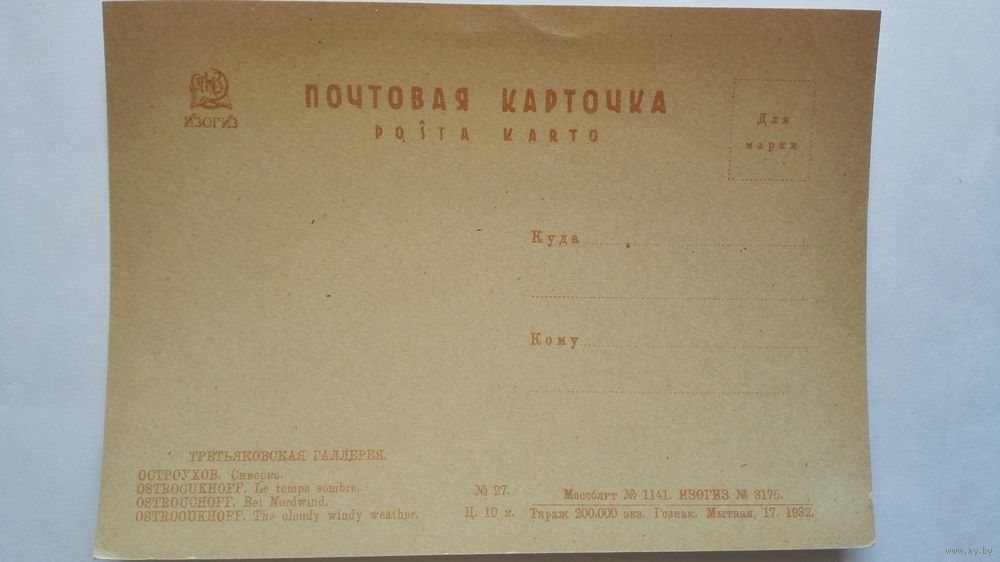 ИЗОГИЗ
ПОЧТОВАЯ КАРТОЧКА
POŜTA KARTO
Для
марки
Куда
Кому
ТРЕТЬЯКОВСКАЯ ГАЛЛЕРЕЯ.
ОСТРОУХОВ. Сиверко.
OSTROOUKHOFF. Le temps sombre.
OSTROUCHOFF. Bei Nordwind.
OSTROOUKHOFF. The cloudy windy weather.
№ 27.
Ц. 10 к.
Мособлит № 1141. ИЗОГИЗ № 3175.
Тираж 200.000 экз. Гознак. Мытная, 17. 1932.
www.ay.by